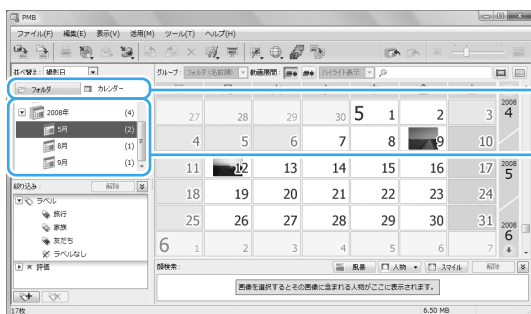 PMB
ファイル(F) 編集(E) 表示(V) 活用(M) ツール(T) ヘルプ(H)
並べ替え: 撮影日 グループ: フォルダ(名前順) 動画展開: ハイライト表示
フォルダ カレンダー
2008年 (4)
5月 (2)
8月 (1)
9月 (1)
27 28 29 30 5 1 2 3 2008 4
4 5 6 7 8 9 10
11 12 13 14 15 16 17 2008 5
18 19 20 21 22 23 24
25 26 27 28 29 30 31 2008 6
6 1 2 3 4 5 6 7
絞り込み: 解除
ラベル
旅行
家族
友だち
ラベルなし
評価
顔検索: 風景 人物 スマイル 解除
画像を選択するとその画像に含まれる人物がここに表示されます。
17枚 6.50 MB